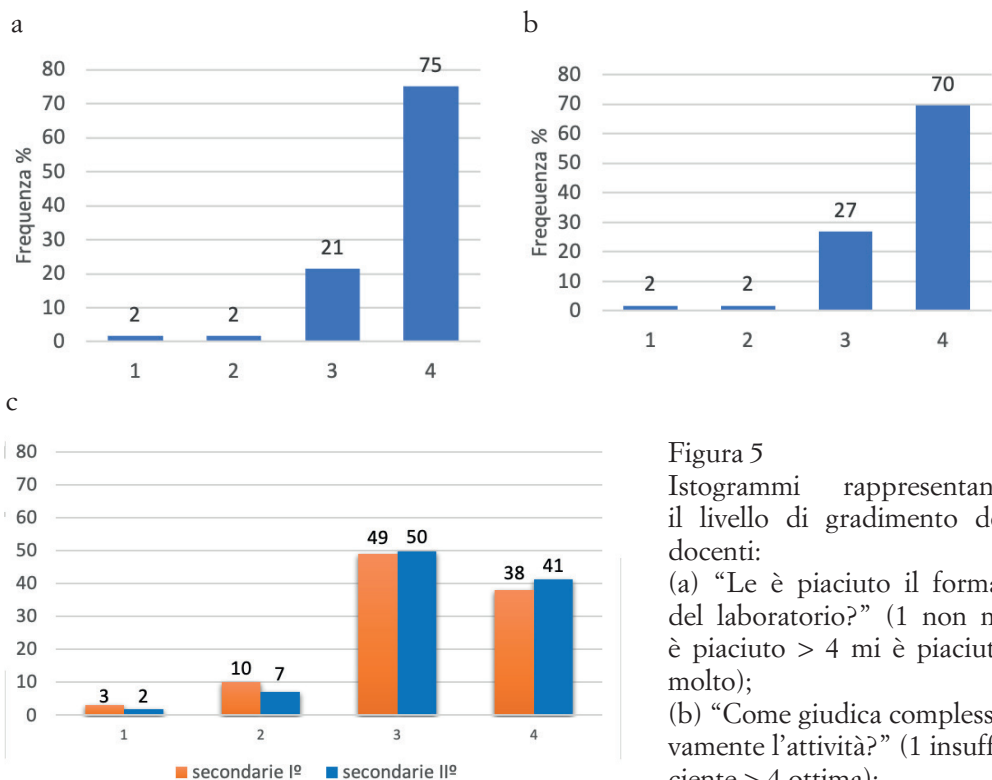 a
80
70
60
50
40
30
20
10
0
Frequenza %
2
2
21
75
1 2 3 4
b
80
70
60
50
40
30
20
10
0
Freqeuenza %
2
2
27
70
1 2 3 4
c
80
70
60
50
40
30
20
10
0
3 2
10 7
49 50
38 41
1 2 3 4
secondarie Iº secondarie IIº
Figura 5
Istogrammi rappresentan
il livello di gradimento de
docenti:
(a) “Le è piaciuto il forma
del laboratorio?” (1 non m
è piaciuto > 4 mi è piaciut
molto);
(b) “Come giudica compless
vamente l’attività?” (1 insuff
ciente > 4 ottima);